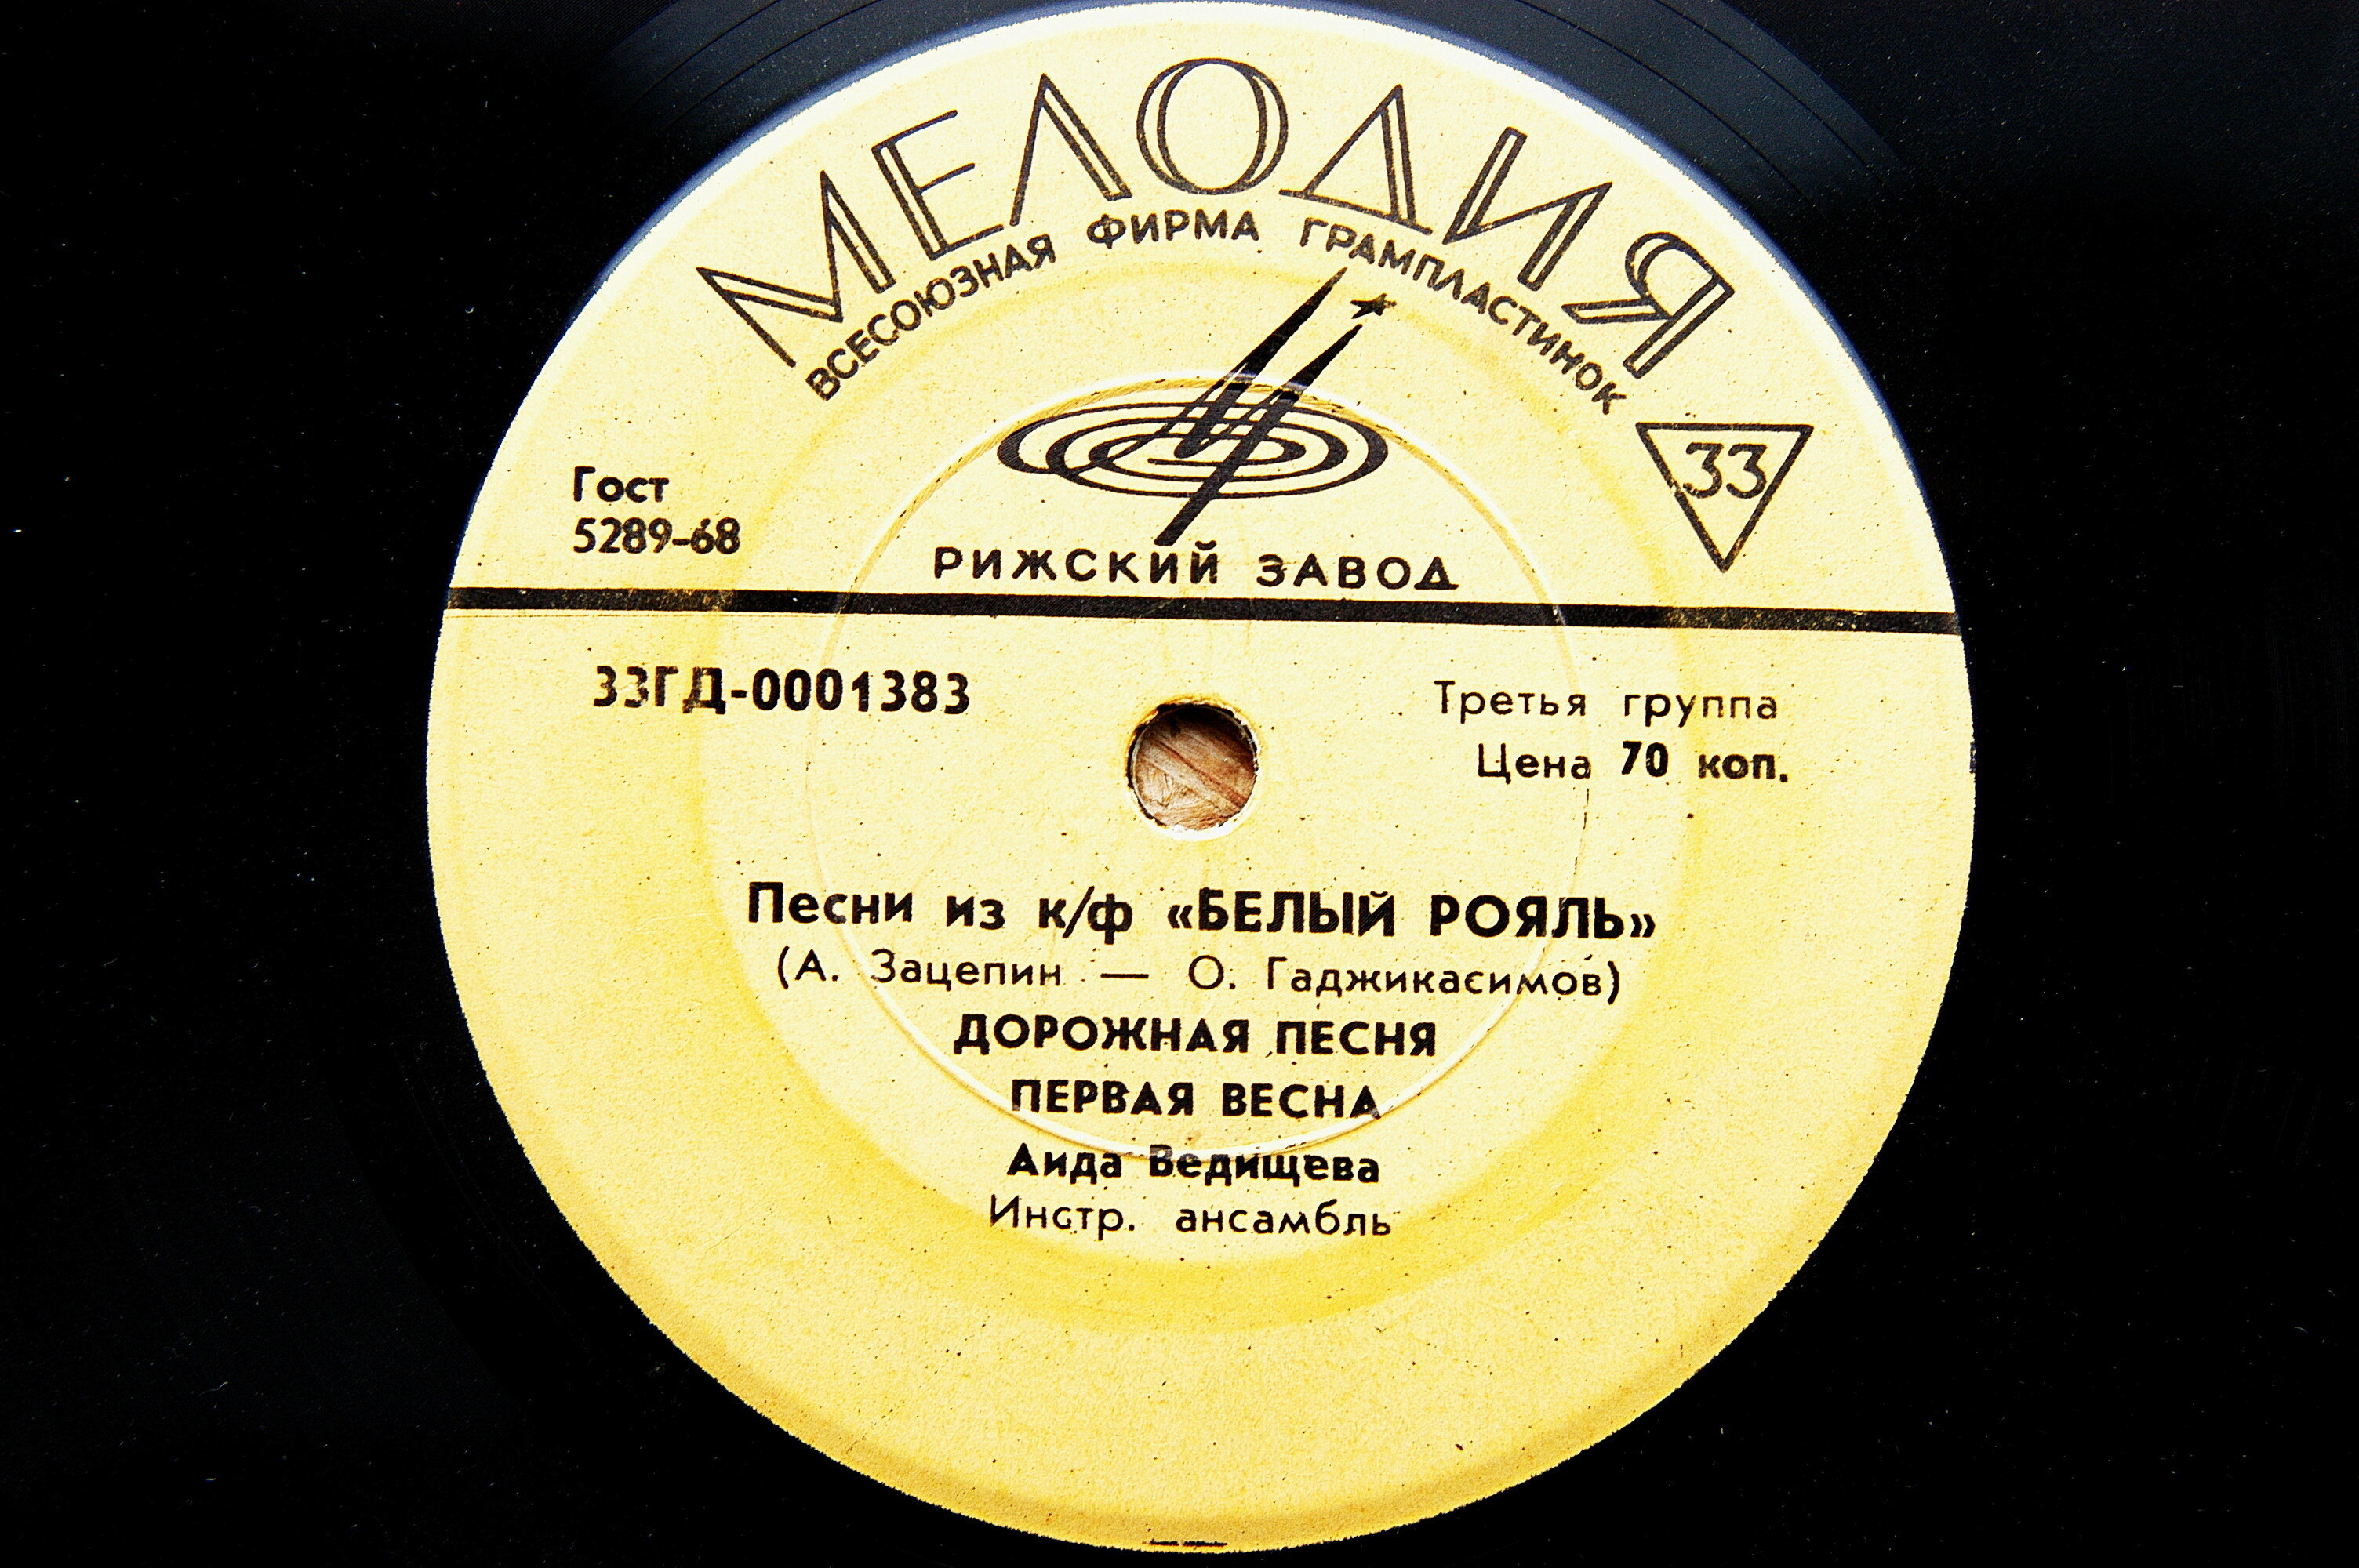 МЕЛОДИЯ
ВСЕСОЮЗНАЯ ФИРМА ГРАМПЛАСТИНОК
33
Гост
5289-68
РИЖСКИЙ ЗАВОД
33ГД-0001383
Третья группа
Цена 70 коп.
Песни из к/ф «БЕЛЫЙ РОЯЛЬ»
(А. Зацепин — О. Гаджикасимов)
ДОРОЖНАЯ ПЕСНЯ
ПЕРВАЯ ВЕСНА
Аида Ведищева
Инстр. ансамбль